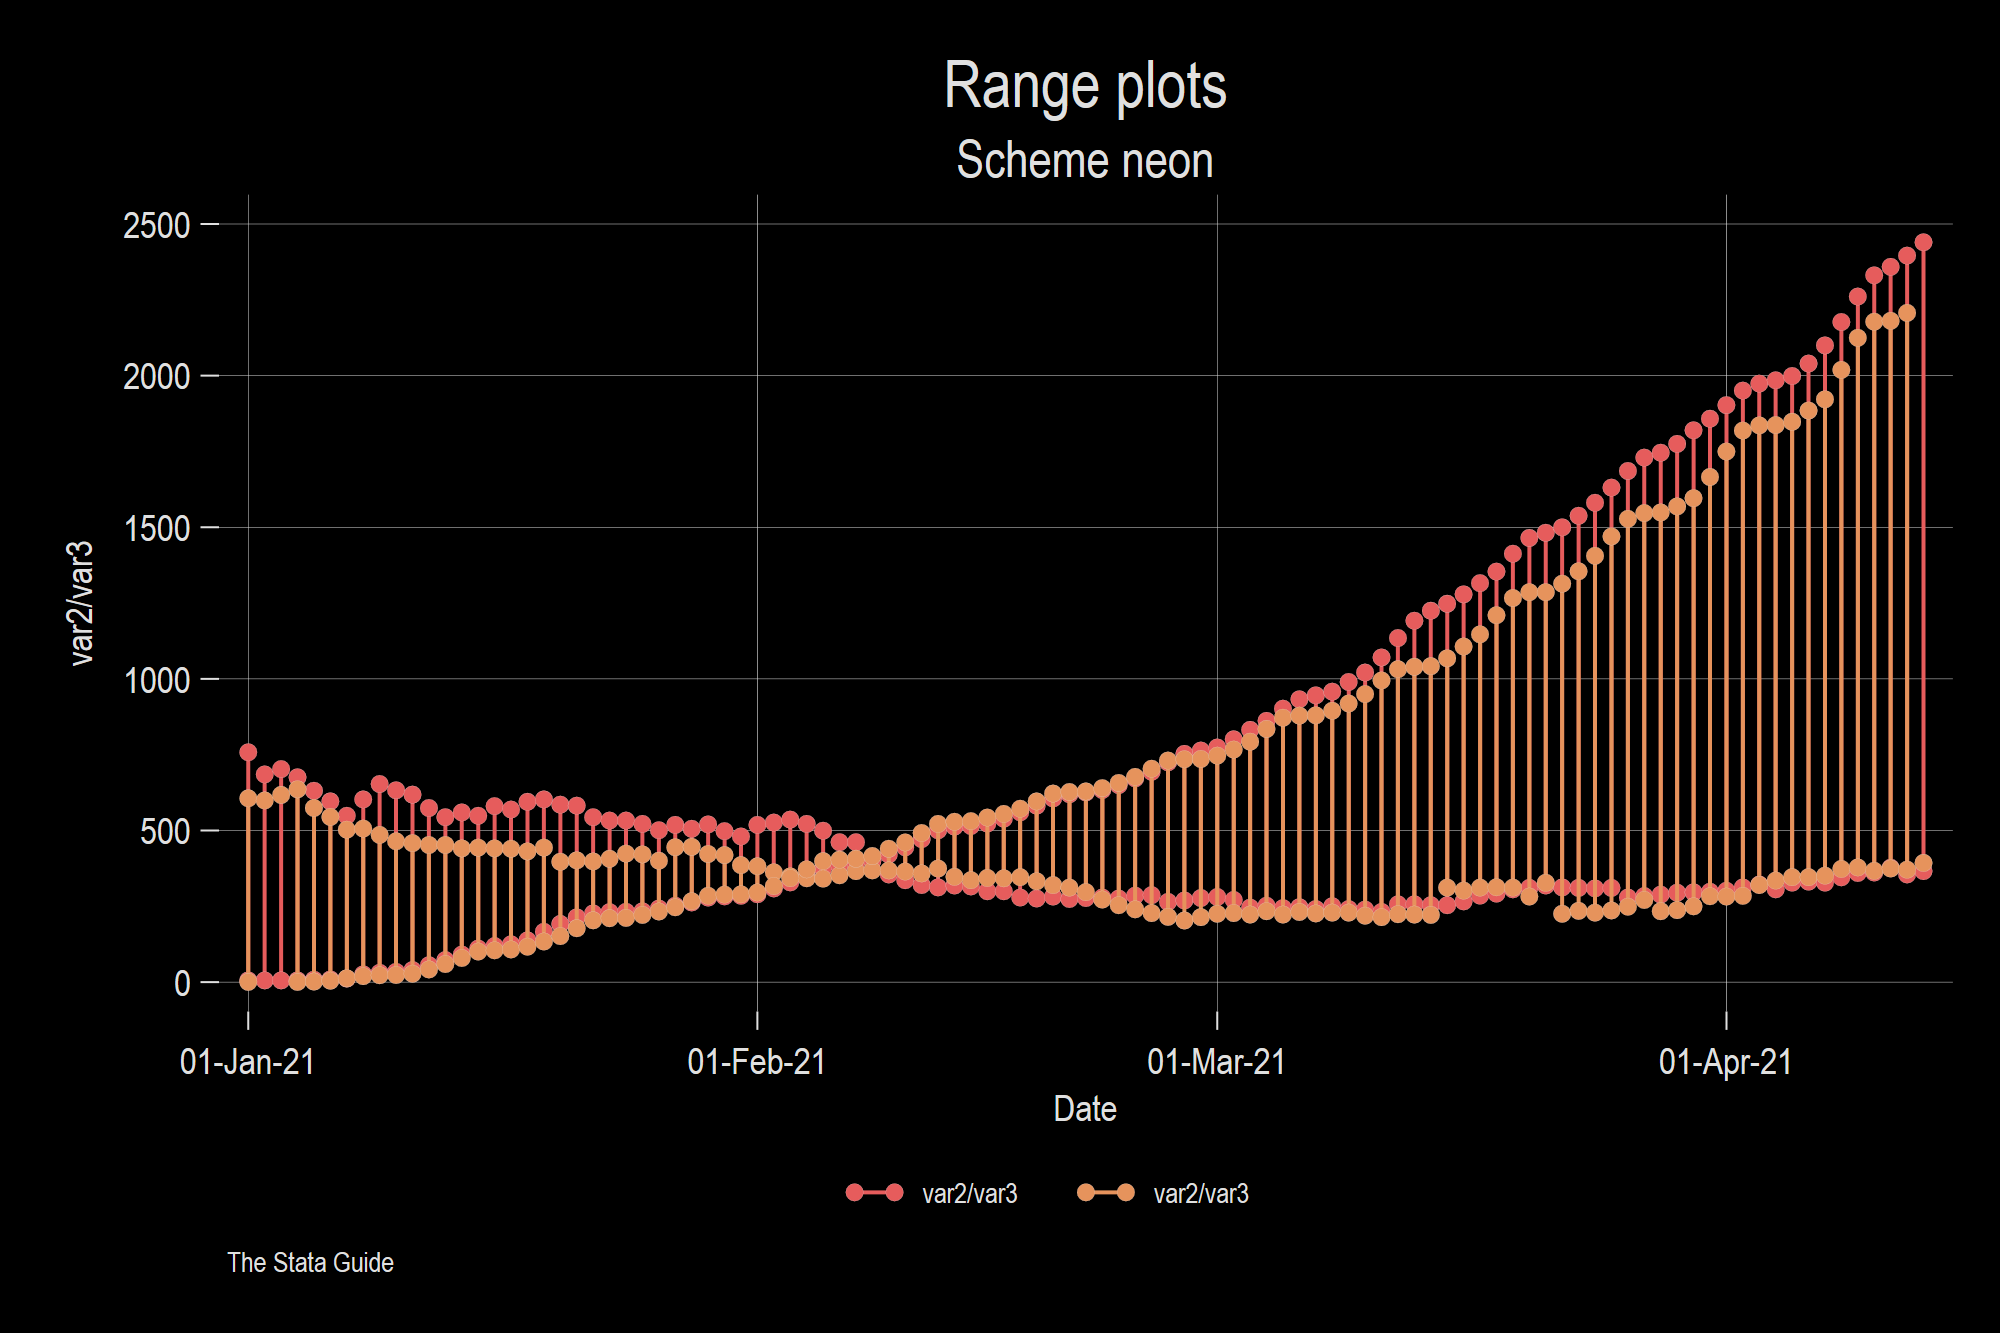 Range plots
Scheme neon
var2/var3
2500
2000
1500
1000
500
0
01-Jan-21
01-Feb-21
01-Mar-21
01-Apr-21
Date
var2/var3
var2/var3
The Stata Guide